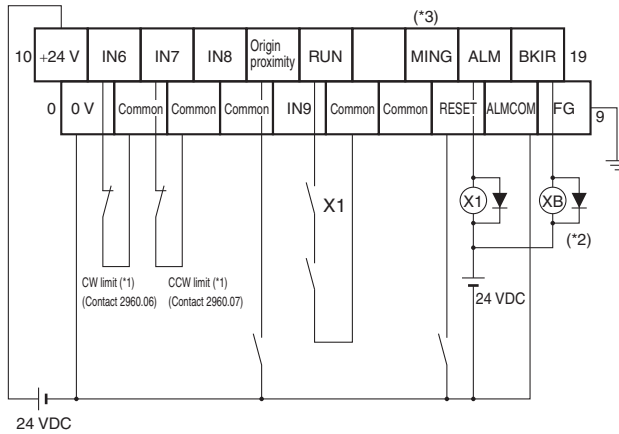 (*3)
10 +24 V IN6 IN7 IN8 Origin proximity RUN MING ALM BKIR 19
0 0 V Common Common Common IN9 Common Common RESET ALMCOM FG 9
X1 X1 XB
(*2)
CW limit (*1) CCW limit (*1)
(Contact 2960.06) (Contact 2960.07)
24 VDC
24 VDC